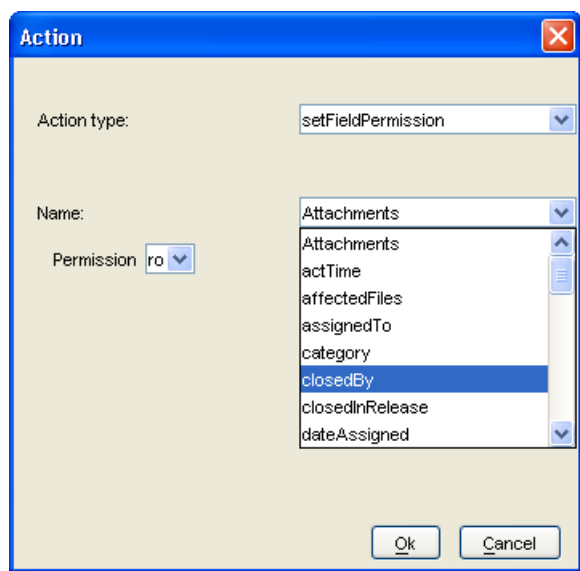 Action
Action type: setFieldPermission
Name: Attachments
Permission ro
Attachments
actTime
affectedFiles
assignedTo
category
closedBy
closedInRelease
dateAssigned
Ok Cancel